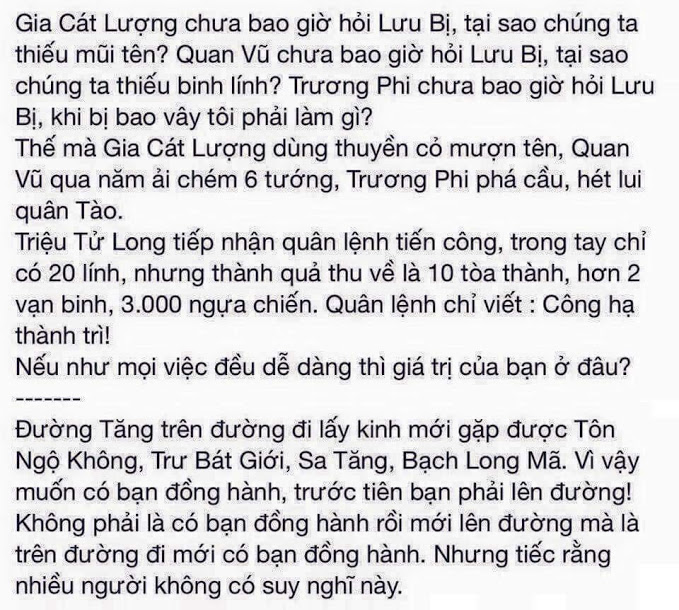 Gia Cát Lượng chưa bao giờ hỏi Lưu Bị, tại sao chúng ta
thiếu mũi tên? Quan Vũ chưa bao giờ hỏi Lưu Bị, tại sao
chúng ta thiếu binh lính? Trương Phi chưa bao giờ hỏi Lưu
Bị, khi bị bao vây tôi phải làm gì?
Thế mà Gia Cát Lượng dùng thuyền cỏ mượn tên, Quan
Vũ qua năm ải chém 6 tướng, Trương Phi phá cầu, hét lui
quân Tào.
Triệu Tử Long tiếp nhận quân lệnh tiến công, trong tay chỉ
có 20 lính, nhưng thành quả thu về là 10 tòa thành, hơn 2
vạn binh, 3.000 ngựa chiến. Quân lệnh chỉ viết : Công hạ
thành trì!
Nếu như mọi việc đều dễ dàng thì giá trị của bạn ở đâu?
-------
Đường Tăng trên đường đi lấy kinh mới gặp được Tôn
Ngộ Không, Trư Bát Giới, Sa Tăng, Bạch Long Mã. Vì vậy
muốn có bạn đồng hành, trước tiên bạn phải lên đường!
Không phải là có bạn đồng hành rồi mới lên đường mà là
trên đường đi mới có bạn đồng hành. Nhưng tiếc rằng
nhiều người không có suy nghĩ này.